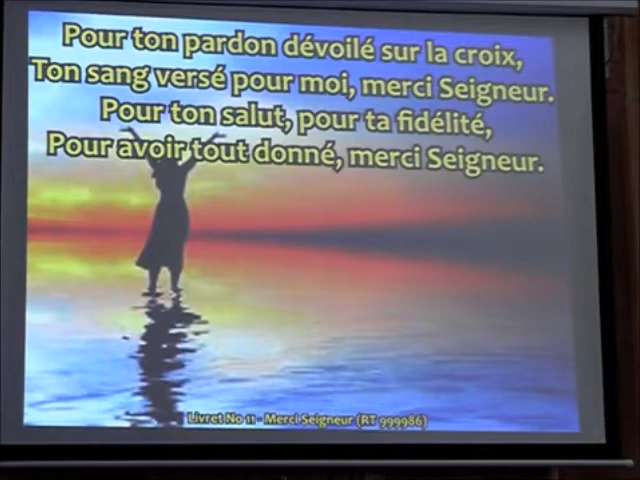 Pour ton pardon dévoilé sur la croix,
Ton sang versé pour moi, merci Seigneur.
Pour ton salut, pour ta fidélité,
Pour avoir tout donné, merci Seigneur.
Livret No 11 - Merci Seigneur (RT 999986)